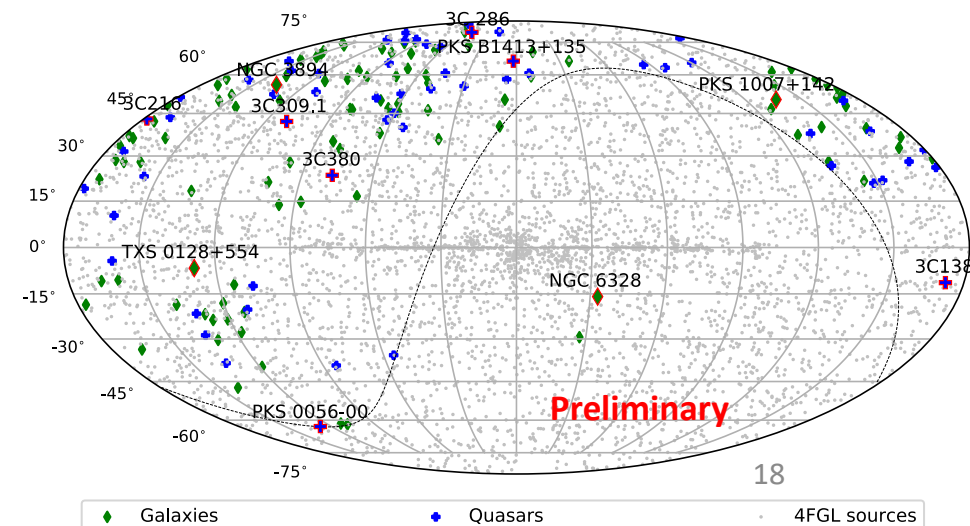 75°
3C 286
60°
PKS B1413+135
NGC 3894
PKS 1007+142
45°
3C216
3C309.1
30°
3C380
15°
0°
TXS 0128+554
3C138
NGC 6328
-15°
-30°
-45°
PKS 0056-00
Preliminary
-60°
-75°
18
Galaxies Quasars 4FGL sources